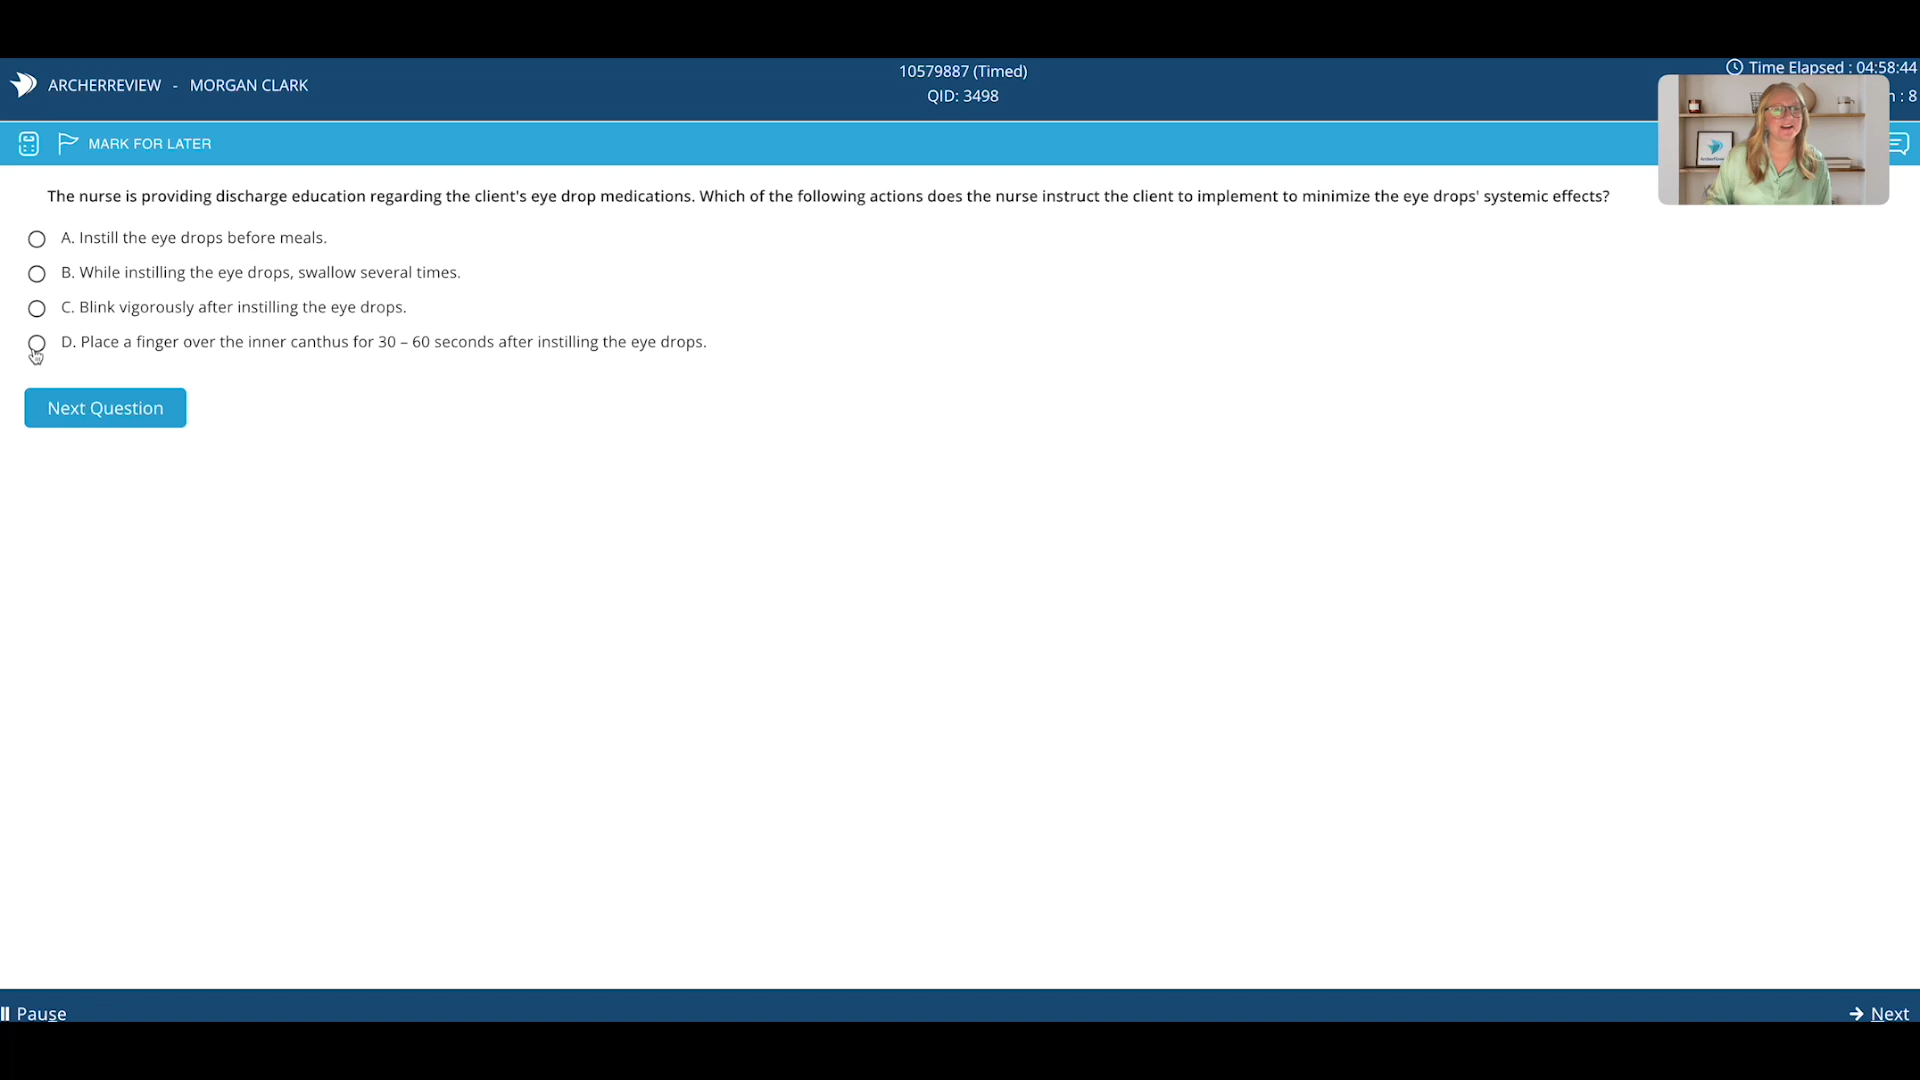 ARCHERREVIEW - MORGAN CLARK
10579887 (Timed)
QID: 3498
Time Elapsed : 04:58:44
: 8
MARK FOR LATER
The nurse is providing discharge education regarding the client's eye drop medications. Which of the following actions does the nurse instruct the client to implement to minimize the eye drops' systemic effects?
A. Instill the eye drops before meals.
B. While instilling the eye drops, swallow several times.
C. Blink vigorously after instilling the eye drops.
D. Place a finger over the inner canthus for 30 – 60 seconds after instilling the eye drops.
Next Question
Pause
Next